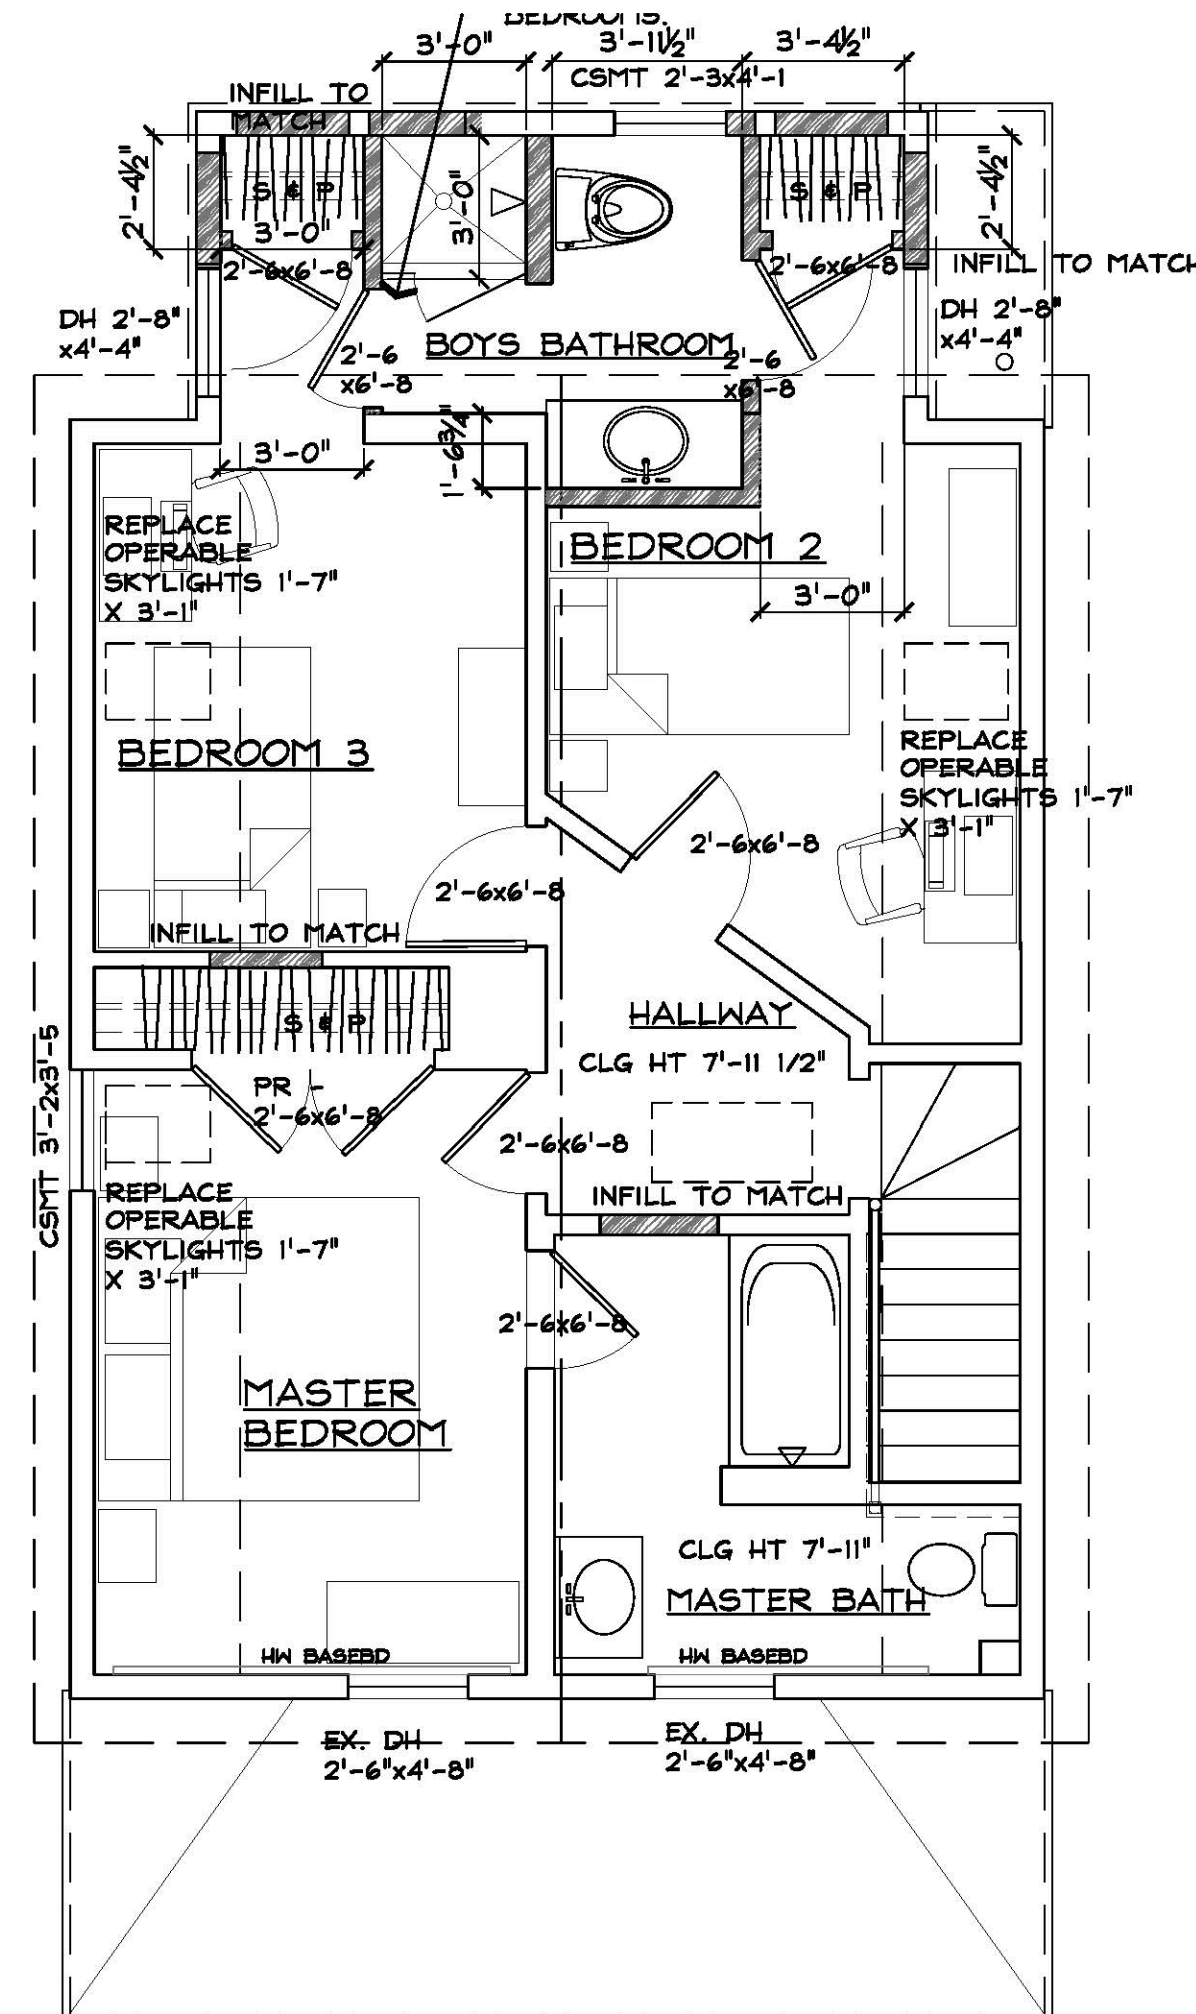 BEDROOMS.
3'-0"
3'-11½"
3'-4½"
CSMT 2'-3x4'-1
INFILL TO
MATCH
2'-4½"
S & P
3'-0"
3'-0"
S & P
2'-4½"
2'-6x6'-8
2'-6x6'-8
INFILL TO MATCH
DH 2'-8"
x4'-4"
DH 2'-8"
x4'-4"
BOYS BATHROOM
2'-6
x6'-8
2'-6
x6'-8
3'-0"
1'-6¾"
REPLACE
OPERABLE
SKYLIGHTS 1'-7"
X 3'-1"
BEDROOM 2
3'-0"
BEDROOM 3
REPLACE
OPERABLE
SKYLIGHTS 1'-7"
X 3'-1"
2'-6x6'-8
2'-6x6'-8
INFILL TO MATCH
S & P
HALLWAY
CLG HT 7'-11 1/2"
PR -
2'-6x6'-8
CSMT 3'-2x3'-5
2'-6x6'-8
INFILL TO MATCH
REPLACE
OPERABLE
SKYLIGHTS 1'-7"
X 3'-1"
2'-6x6'-8
MASTER
BEDROOM
CLG HT 7'-11"
MASTER BATH
HW BASEBD
HW BASEBD
EX. DH
2'-6"x4'-8"
EX. DH
2'-6"x4'-8"